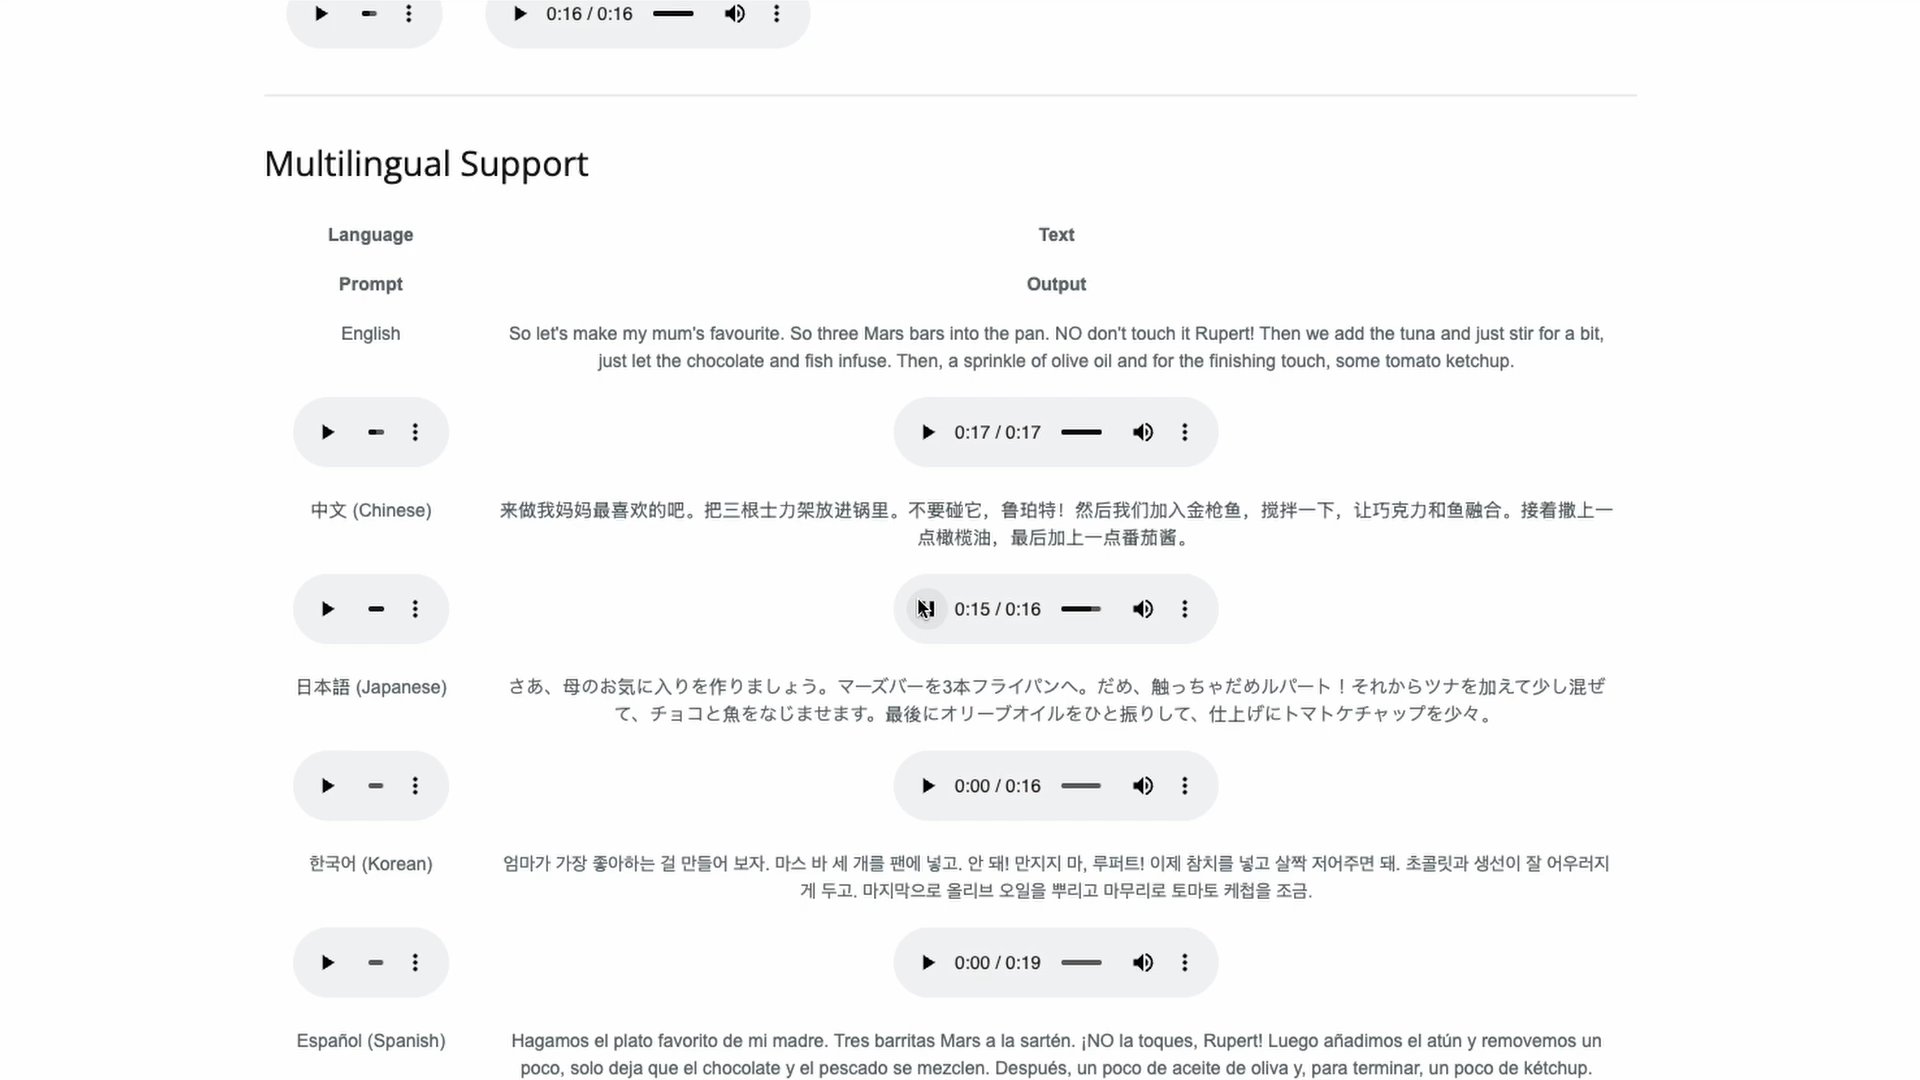 0:16 / 0:16
Multilingual Support
Language Text
Prompt Output
English So let's make my mum's favourite. So three Mars bars into the pan. NO don't touch it Rupert! Then we add the tuna and just stir for a bit,
just let the chocolate and fish infuse. Then, a sprinkle of olive oil and for the finishing touch, some tomato ketchup.
0:17 / 0:17
中文 (Chinese) 来做我妈妈最喜欢的吧。把三根士力架放进锅里。不要碰它，鲁珀特！然后我们加入金枪鱼，搅拌一下，让巧克力和鱼融合。接着撒上一
点橄榄油，最后加上一点番茄酱。
0:15 / 0:16
日本語 (Japanese) さあ、母のお気に入りを作りましょう。マーズバーを3本フライパンへ。だめ、触っちゃだめルパート！それからツナを加えて少し混ぜ
て、チョコと魚をなじませます。最後にオリーブオイルをひと振りして、仕上げにトマトケチャップを少々。
0:00 / 0:16
한국어 (Korean) 엄마가 가장 좋아하는 걸 만들어 보자. 마스 바 세 개를 팬에 넣고. 안 돼! 만지지 마, 루퍼트! 이제 참치를 넣고 살짝 저어주면 돼. 초콜릿과 생선이 잘 어우러지
게 두고. 마지막으로 올리브 오일을 뿌리고 마무리로 토마토 케첩을 조금.
0:00 / 0:19
Español (Spanish) Hagamos el plato favorito de mi madre. Tres barritas Mars a la sartén. ¡NO la toques, Rupert! Luego añadimos el atún y removemos un
poco, solo deja que el chocolate y el pescado se mezclen. Después, un poco de aceite de oliva y, para terminar, un poco de kétchup.